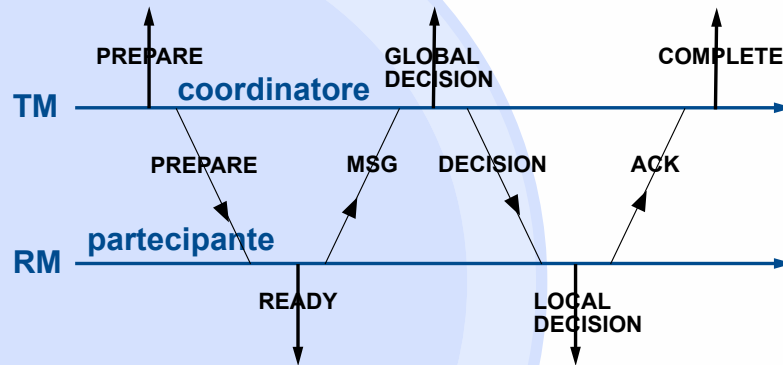 PREPARE
GLOBAL
DECISION
COMPLETE
coordinatore
TM
PREPARE
MSG
DECISION
ACK
partecipante
RM
READY
LOCAL
DECISION